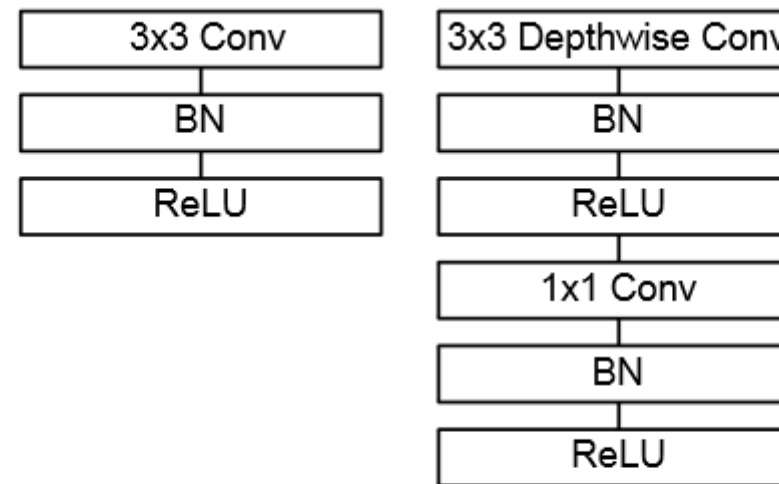 3x3 Conv
BN
ReLU
3x3 Depthwise Conv
BN
ReLU
1x1 Conv
BN
ReLU